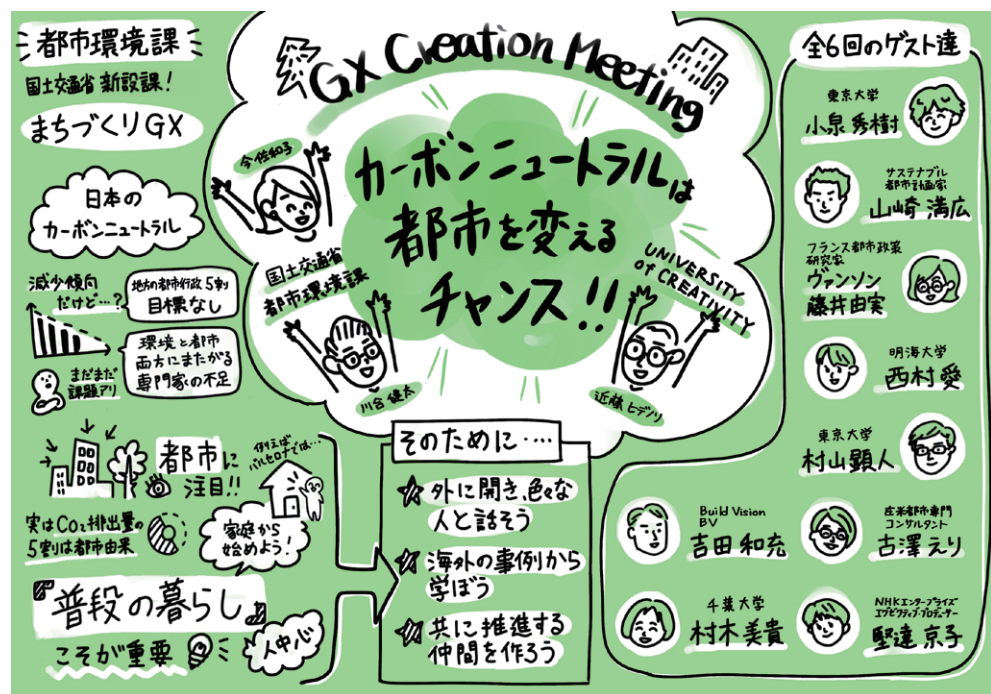 都市環境課
国土交通省 新設課！
まちづくりGX
日本の
カーボンニュートラル
減少傾向
だけど…？
地方の都市行政 5割
目標なし
環境と都市
両方にまたがる
専門家の不足
まだまだ
課題アリ
都市に
注目!!
例えば
バルセロナでは…
実はCO2排出量の
5割は都市由来
家庭から
始めよう！
『普段の暮らし』
こそが重要
人中心
GX Creation Meeting
カーボンニュートラルは
都市を変える
チャンス!!
今佐和子
国土交通省
都市環境課
川合健太
UNIVERSITY
of CREATIVITY
近藤ヒデノリ
そのために‥‥
外に開き、色々な
人と話そう
海外の事例から
学ぼう
共に推進する
仲間を作ろう
全6回のゲスト達
東京大学
小泉秀樹
サステナブル
都市計画家
山崎満広
フランス都市政策
研究家
ヴァンソン
藤井由実
明海大学
西村愛
東京大学
村山顕人
Build Vision
BV
吉田和充
庄米都市専門
コンサルタント
古澤えり
千葉大学
村木美貴
NHKエンタープライズ
エグゼクティブ・プロデューサー
堅達京子